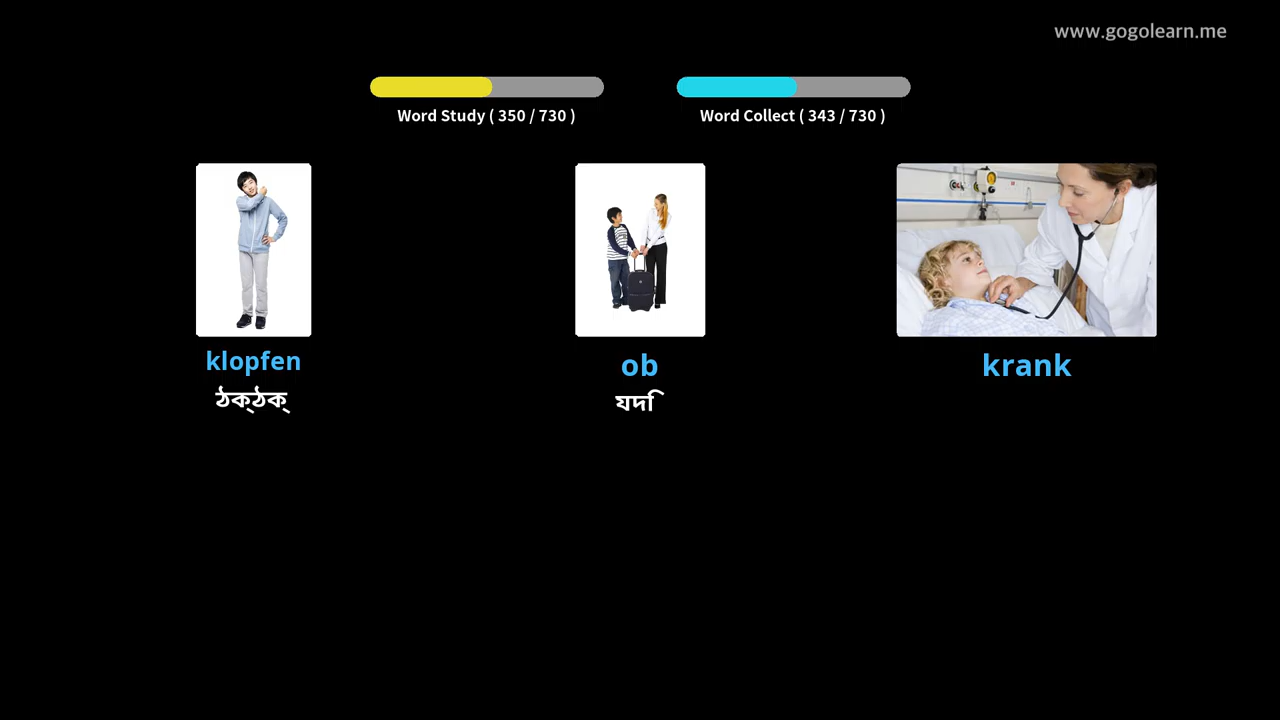 www.gogolearn.me
Word Study ( 350 / 730 )
Word Collect ( 343 / 730 )
klopfen
ঠক্ঠক্
ob
যদি
krank